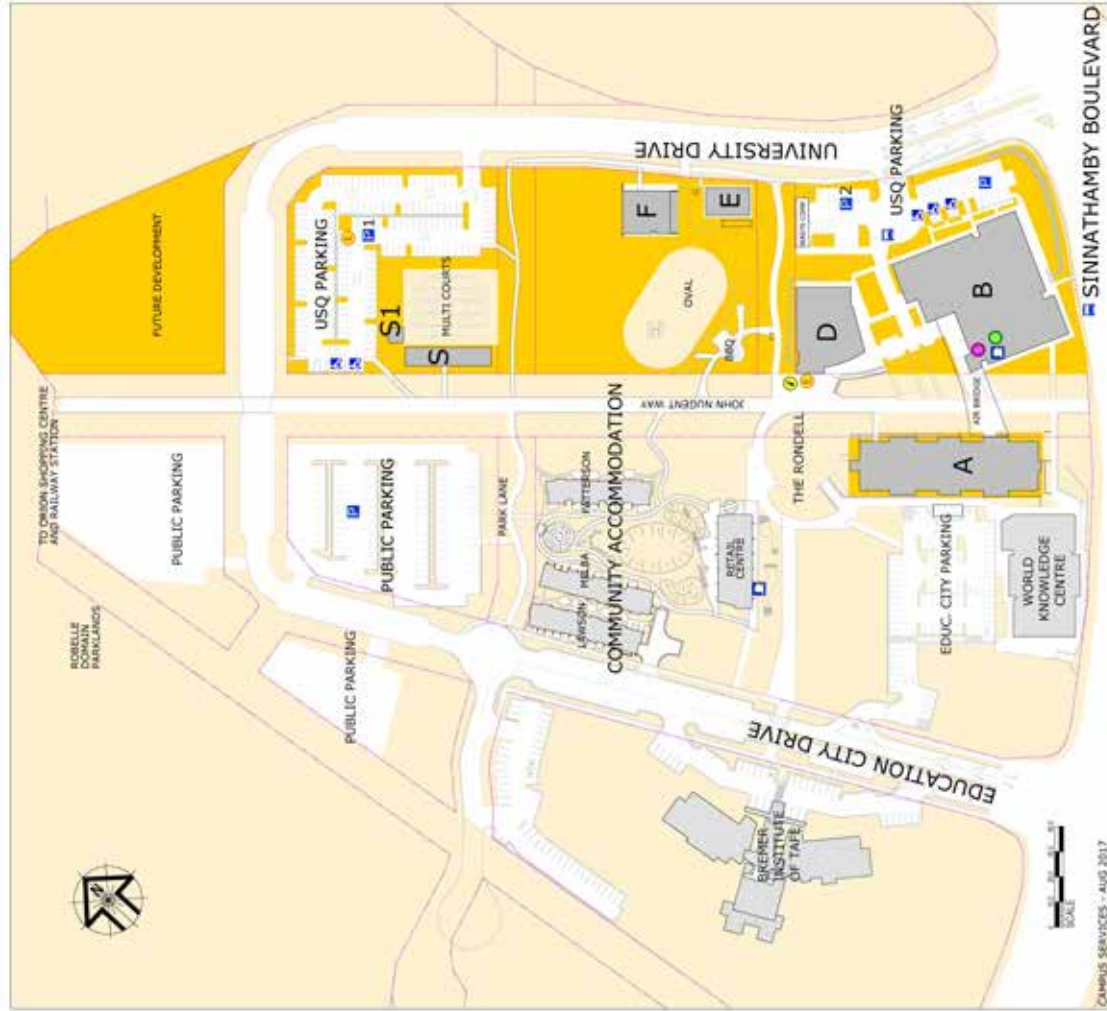 TO ORION SHOPPING CENTRE
AND RAILWAY STATION
ROBELLE
DOMAIN
PARKLANDS
PUBLIC PARKING
PUBLIC PARKING
PUBLIC PARKING
FUTURE DEVELOPMENT
USQ PARKING
P1
S1
S
MULTI COURTS
UNIVERSITY DRIVE
PARK LANE
JOHN NUGENT WAY
COMMUNITY ACCOMMODATION
LAWSON
MELBA
PATTERSON
OVAL
BBQ
F
E
P2
USQ PARKING
RETAIL
CENTRE
THE RONDELL
D
B
AIR BRIDGE
A
EDUC. CITY PARKING
WORLD
KNOWLEDGE
CENTRE
EDUCATION CITY DRIVE
BREMER
INSTITUTE
OF TAFE
SINNATHAMBY BOULEVARD
N
P
P
SCALE
CAMPUS SERVICES - AUG 2017